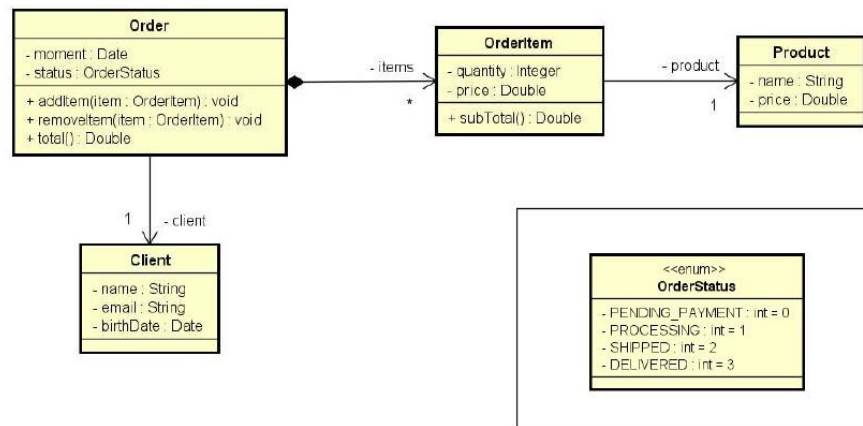 Order
- moment : Date
- status : OrderStatus
+ addItem(item : OrderItem) : void
+ removeItem(item : OrderItem) : void
+ total() : Double
- items
*
OrderItem
- quantity : Integer
- price : Double
+ subTotal() : Double
- product
1
Product
- name : String
- price : Double
1
- client
Client
- name : String
- email : String
- birthDate : Date
<<enum>>
OrderStatus
- PENDING_PAYMENT : int = 0
- PROCESSING : int = 1
- SHIPPED : int = 2
- DELIVERED : int = 3